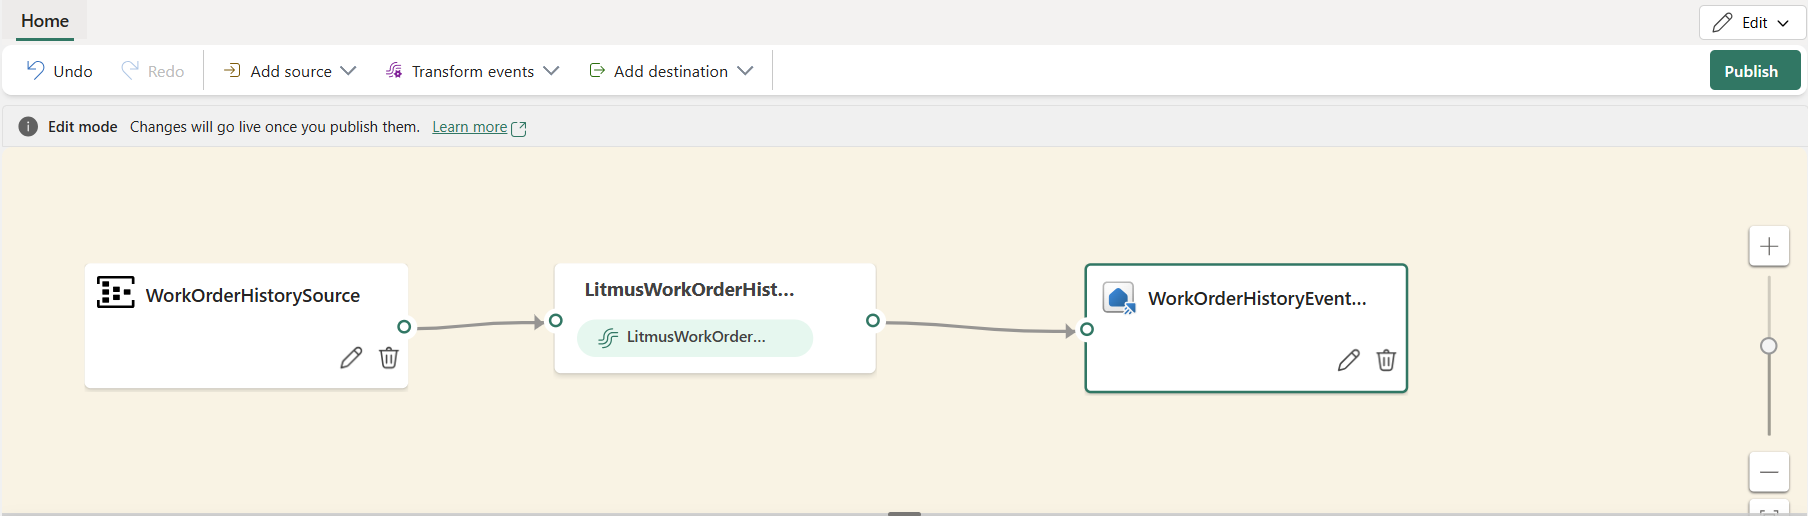 Home
Edit
Undo
Redo
Add source
Transform events
Add destination
Publish
Edit mode Changes will go live once you publish them. Learn more
WorkOrderHistorySource
LitmusWorkOrderHist...
LitmusWorkOrder...
WorkOrderHistoryEvent...